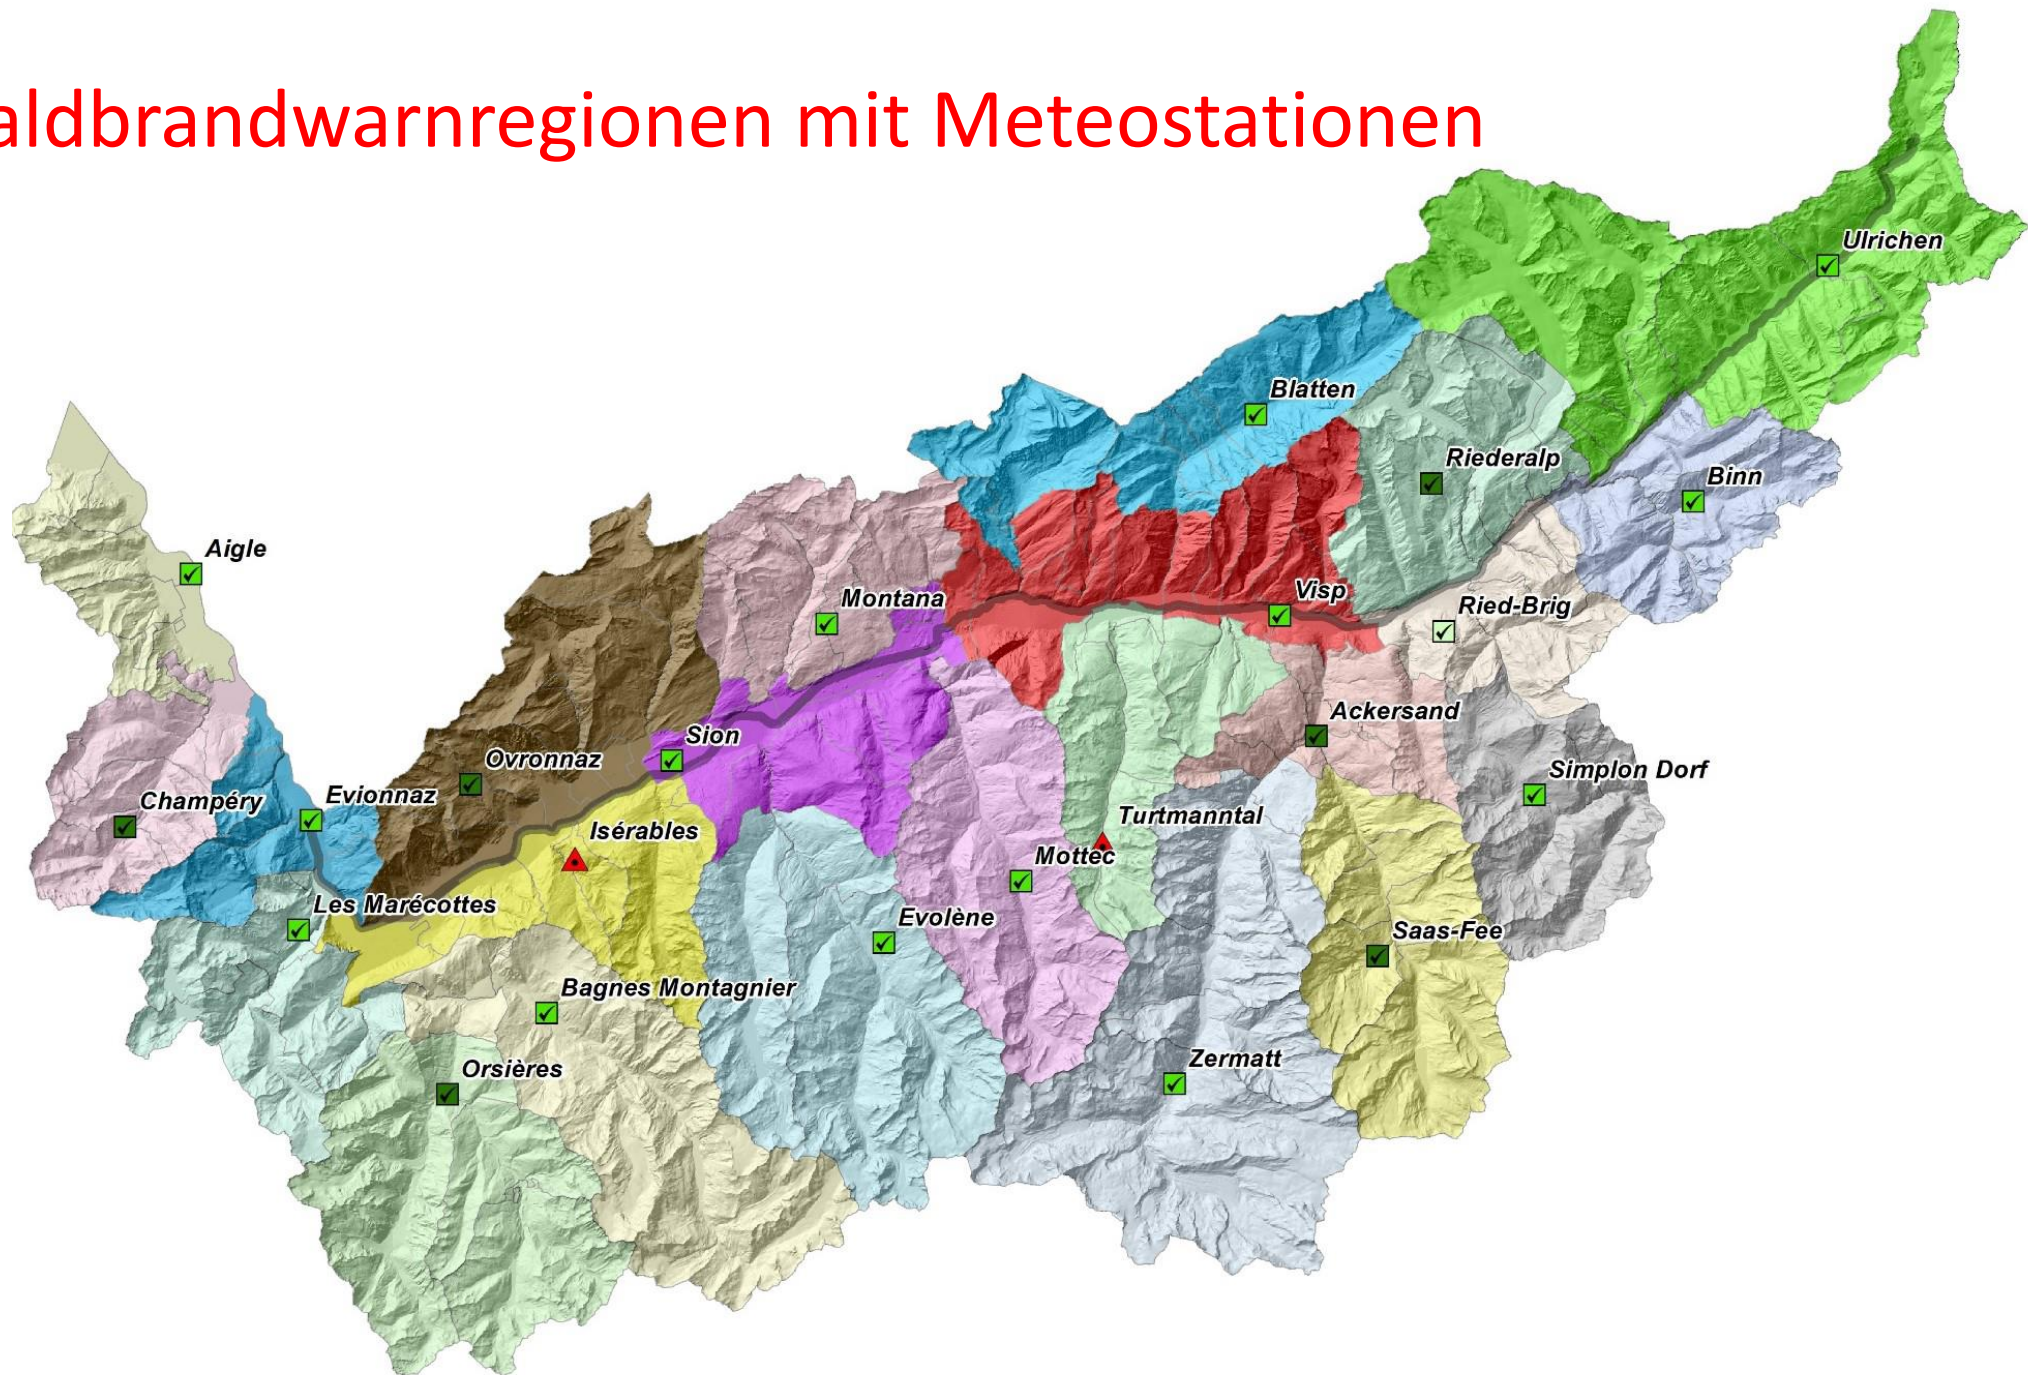 aldbrandwarnregionen mit Meteostationen
Ulrichen
Blatten
Riederalp
Binn
Aigle
Montana
Visp
Ried-Brig
Ackersand
Sion
Ovronnaz
Simplon Dorf
Evionnaz
Champéry
Isérables
Turtmanntal
Mottec
Les Marécottes
Evolène
Saas-Fee
Bagnes Montagnier
Zermatt
Orsières